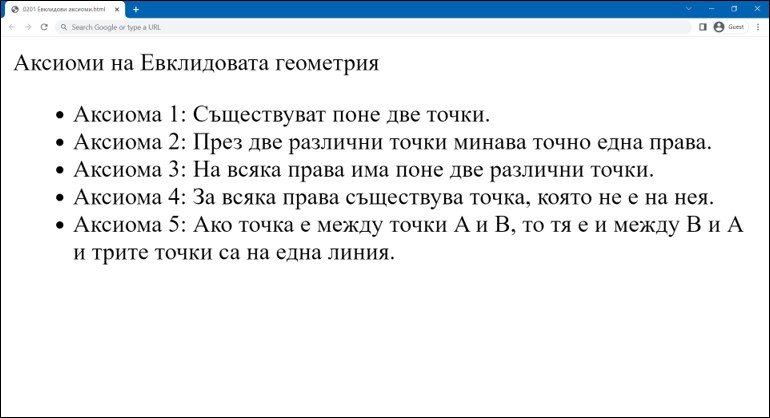 0201 Евклидови аксиоми.html
Search Google or type a URL
Guest
Аксиоми на Евклидовата геометрия
• Аксиома 1: Съществуват поне две точки.
• Аксиома 2: През две различни точки минава точно една права.
• Аксиома 3: На всяка права има поне две различни точки.
• Аксиома 4: За всяка права съществува точка, която не е на нея.
• Аксиома 5: Ако точка е между точки А и В, то тя е и между В и А
и трите точки са на една линия.